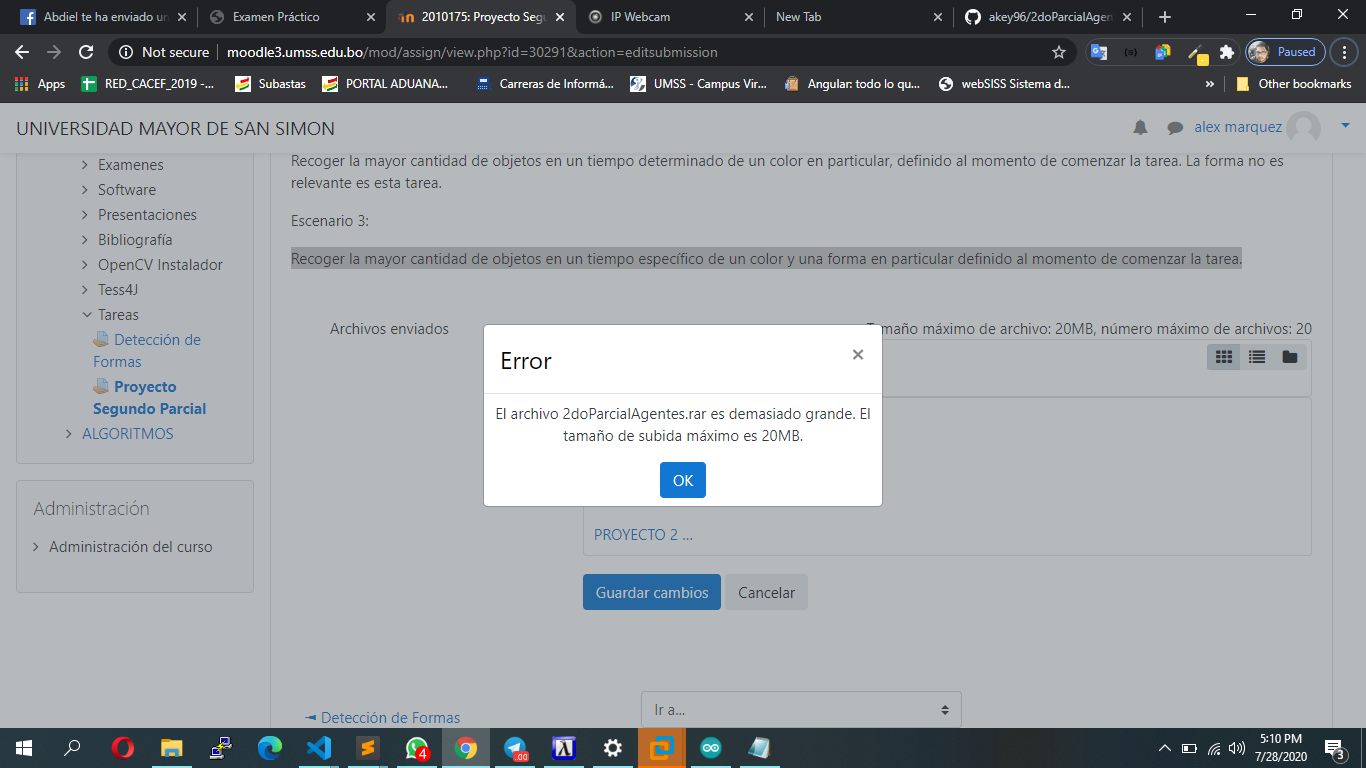 Abdiel te ha enviado un
Examen Práctico
2010175: Proyecto Segu
IP Webcam
New Tab
akey96/2doParcialAgen
Not secure
moodle3.umss.edu.bo/mod/assign/view.php?id=30291&action=editsubmission
Paused
Apps
RED_CACEF_2019 -...
Subastas
PORTAL ADUANA...
Carreras de Informá...
UMSS - Campus Vir...
Angular: todo lo qu...
webSISS Sistema d...
»
Other bookmarks
UNIVERSIDAD MAYOR DE SAN SIMON
alex marquez
Examenes
Software
Presentaciones
Bibliografía
OpenCV Instalador
Tess4J
Tareas
Detección de
Formas
Proyecto
Segundo Parcial
ALGORITMOS
Administración
Administración del curso
Recoger la mayor cantidad de objetos en un tiempo determinado de un color en particular, definido al momento de comenzar la tarea. La forma no es
relevante es esta tarea.
Escenario 3:
Recoger la mayor cantidad de objetos en un tiempo específico de un color y una forma en particular definido al momento de comenzar la tarea.
Archivos enviados
Tamaño máximo de archivo: 20MB, número máximo de archivos: 20
Error
×
El archivo 2doParcialAgentes.rar es demasiado grande. El
tamaño de subida máximo es 20MB.
OK
PROYECTO 2 ...
Guardar cambios
Cancelar
◄ Detección de Formas
Ir a...
4
.00
5:10 PM
7/28/2020
3